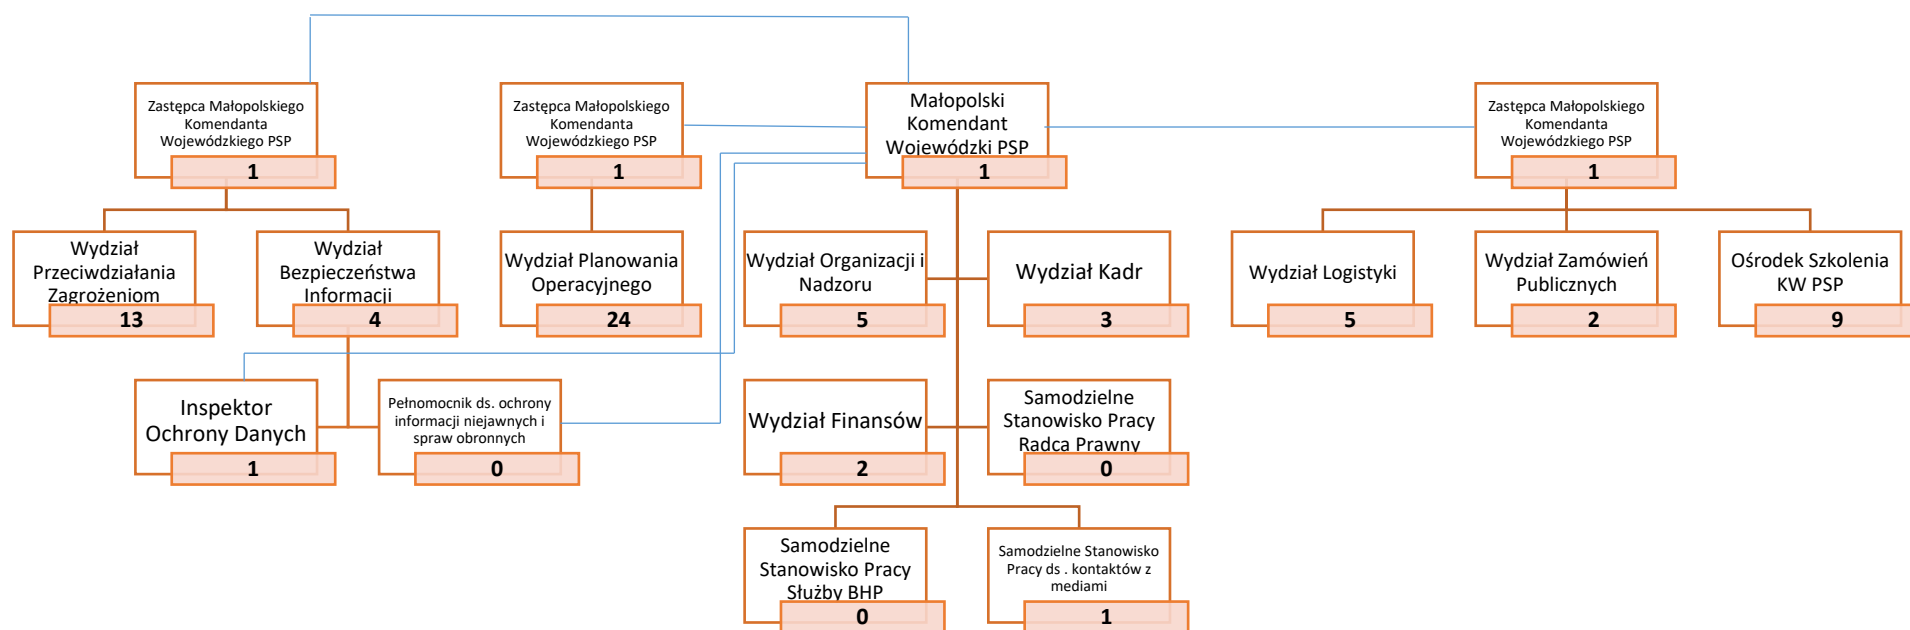 Zastępca Małopolskiego
Komendanta
Wojewódzkiego PSP
1
Zastępca Małopolskiego
Komendanta
Wojewódzkiego PSP
1
Małopolski
Komendant
Wojewódzki PSP
1
Zastępca Małopolskiego
Komendanta
Wojewódzkiego PSP
1
Wydział
Przeciwdziałania
Zagrożeniom
13
Wydział
Bezpieczeństwa
Informacji
4
Wydział Planowania
Operacyjnego
24
Wydział Organizacji i
Nadzoru
5
Wydział Kadr
3
Wydział Logistyki
5
Wydział Zamówień
Publicznych
2
Ośrodek Szkolenia
KW PSP
9
Inspektor
Ochrony Danych
1
Pełnomocnik ds. ochrony
informacji niejawnych i
spraw obronnych
0
Wydział Finansów
2
Samodzielne
Stanowisko Pracy
Radca Prawny
0
Samodzielne
Stanowisko Pracy
Służby BHP
0
Samodzielne Stanowisko
Pracy ds . kontaktów z
mediami
1